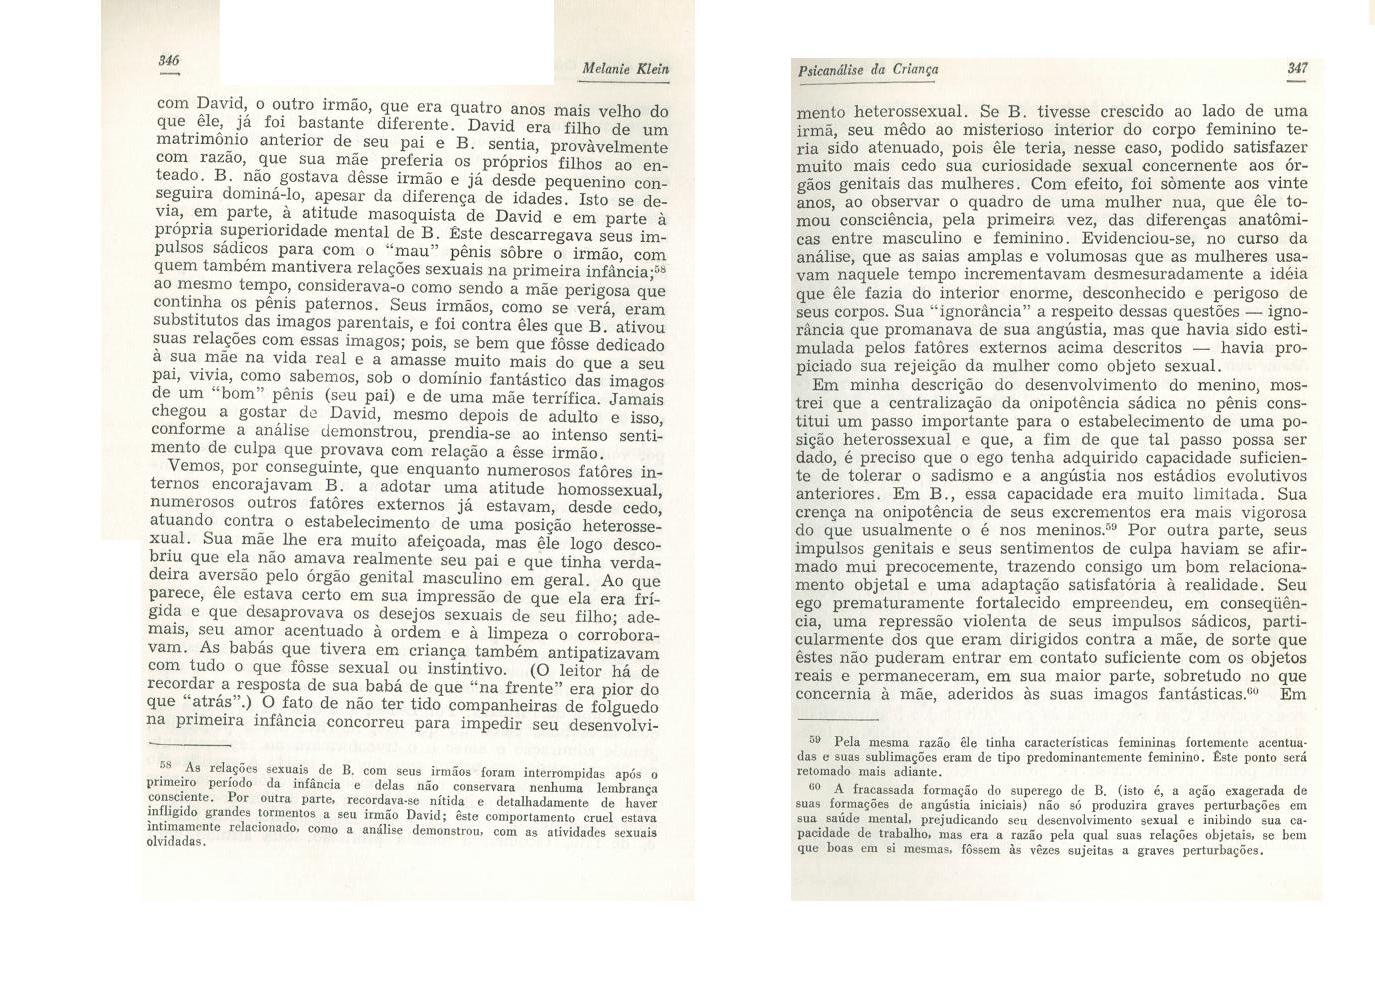 346
Melanie Klein
com David, o outro irmão, que era quatro anos mais velho do
que êle, já foi bastante diferente. David era filho de um
matrimônio anterior de seu pai e B. sentia, provàvelmente
com razão, que sua mãe preferia os próprios filhos ao en-
teado. B. não gostava dêsse irmão e já desde pequenino con-
seguira dominá-lo, apesar da diferença de idades. Isto se de-
via, em parte, à atitude masoquista de David e em parte à
própria superioridade mental de B. Êste descarregava seus im-
pulsos sádicos para com o “mau” pênis sôbre o irmão, com
quem também mantivera relações sexuais na primeira infância;58
ao mesmo tempo, considerava-o como sendo a mãe perigosa que
continha os pênis paternos. Seus irmãos, como se verá, eram
substitutos das imagos parentais, e foi contra êles que B. ativou
suas relações com essas imagos; pois, se bem que fôsse dedicado
à sua mãe na vida real e a amasse muito mais do que a seu
pai, vivia, como sabemos, sob o domínio fantástico das imagos
de um “bom” pênis (seu pai) e de uma mãe terrífica. Jamais
chegou a gostar de David, mesmo depois de adulto e isso,
conforme a análise demonstrou, prendia-se ao intenso senti-
mento de culpa que provava com relação a êsse irmão.
Vemos, por conseguinte, que enquanto numerosos fatôres in-
ternos encorajavam B. a adotar uma atitude homossexual,
numerosos outros fatôres externos já estavam, desde cedo,
atuando contra o estabelecimento de uma posição heterosse-
xual. Sua mãe lhe era muito afeiçoada, mas êle logo desco-
briu que ela não amava realmente seu pai e que tinha verda-
deira aversão pelo órgão genital masculino em geral. Ao que
parece, êle estava certo em sua impressão de que ela era frí-
gida e que desaprovava os desejos sexuais de seu filho; ade-
mais, seu amor acentuado à ordem e à limpeza o corrobora-
vam. As babás que tivera em criança também antipatizavam
com tudo o que fôsse sexual ou instintivo. (O leitor há de
recordar a resposta de sua babá de que “na frente” era pior do
que “atrás”.) O fato de não ter tido companheiras de folguedo
na primeira infância concorreu para impedir seu desenvolvi-
58 As relações sexuais de B. com seus irmãos foram interrompidas após o
primeiro período da infância e delas não conservara nenhuma lembrança
consciente. Por outra parte, recordava-se nítida e detalhadamente de haver
infligido grandes tormentos a seu irmão David; êste comportamento cruel estava
intimamente relacionado, como a análise demonstrou, com as atividades sexuais
olvidadas.
Psicanálise da Criança
347
mento heterossexual. Se B. tivesse crescido ao lado de uma
irmã, seu mêdo ao misterioso interior do corpo feminino te-
ria sido atenuado, pois êle teria, nesse caso, podido satisfazer
muito mais cedo sua curiosidade sexual concernente aos ór-
gãos genitais das mulheres. Com efeito, foi sòmente aos vinte
anos, ao observar o quadro de uma mulher nua, que êle to-
mou consciência, pela primeira vez, das diferenças anatômi-
cas entre masculino e feminino. Evidenciou-se, no curso da
análise, que as saias amplas e volumosas que as mulheres usa-
vam naquele tempo incrementavam desmesuradamente a idéia
que êle fazia do interior enorme, desconhecido e perigoso de
seus corpos. Sua “ignorância” a respeito dessas questões — igno-
rância que promanava de sua angústia, mas que havia sido esti-
mulada pelos fatôres externos acima descritos — havia pro-
piciado sua rejeição da mulher como objeto sexual.
Em minha descrição do desenvolvimento do menino, mos-
trei que a centralização da onipotência sádica no pênis cons-
titui um passo importante para o estabelecimento de uma po-
sição heterossexual e que, a fim de que tal passo possa ser
dado, é preciso que o ego tenha adquirido capacidade suficien-
te de tolerar o sadismo e a angústia nos estádios evolutivos
anteriores. Em B., essa capacidade era muito limitada. Sua
crença na onipotência de seus excrementos era mais vigorosa
do que usualmente o é nos meninos.59 Por outra parte, seus
impulsos genitais e seus sentimentos de culpa haviam se afir-
mado mui precocemente, trazendo consigo um bom relaciona-
mento objetal e uma adaptação satisfatória à realidade. Seu
ego prematuramente fortalecido empreendeu, em conseqüên-
cia, uma repressão violenta de seus impulsos sádicos, parti-
cularmente dos que eram dirigidos contra a mãe, de sorte que
êstes não puderam entrar em contato suficiente com os objetos
reais e permaneceram, em sua maior parte, sobretudo no que
concernia à mãe, aderidos às suas imagos fantásticas.60 Em
59 Pela mesma razão êle tinha características femininas fortemente acentua-
das e suas sublimações eram de tipo predominantemente feminino. Êste ponto será
retomado mais adiante.
60 A fracassada formação do superego de B. (isto é, a ação exagerada de
suas formações de angústia iniciais) não só produzira graves perturbações em
sua saúde mental, prejudicando seu desenvolvimento sexual e inibindo sua ca-
pacidade de trabalho, mas era a razão pela qual suas relações objetais, se bem
que boas em si mesmas, fôssem às vêzes sujeitas a graves perturbações.